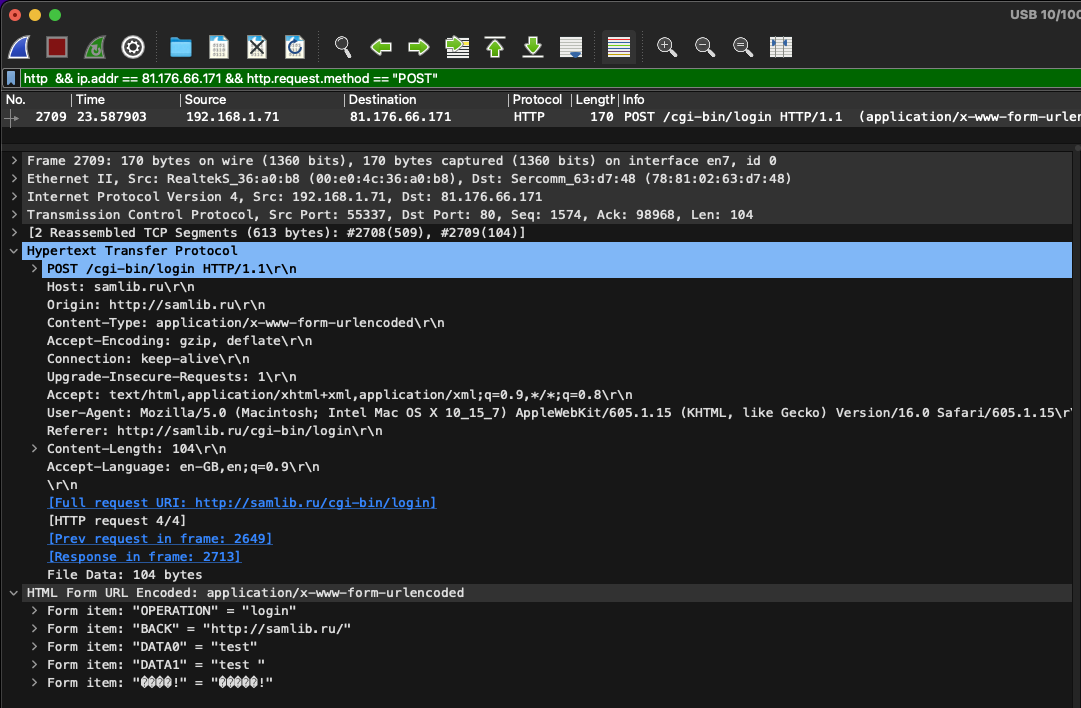 USB 10/100
http  && ip.addr == 81.176.66.171 && http.request.method == "POST"
No. Time Source Destination Protocol Length Info
2709 23.587903 192.168.1.71 81.176.66.171 HTTP 170 POST /cgi-bin/login HTTP/1.1  (application/x-www-form-urlen
Frame 2709: 170 bytes on wire (1360 bits), 170 bytes captured (1360 bits) on interface en7, id 0
Ethernet II, Src: RealtekS_36:a0:b8 (00:e0:4c:36:a0:b8), Dst: Sercomm_63:d7:48 (78:81:02:63:d7:48)
Internet Protocol Version 4, Src: 192.168.1.71, Dst: 81.176.66.171
Transmission Control Protocol, Src Port: 55337, Dst Port: 80, Seq: 1574, Ack: 98968, Len: 104
[2 Reassembled TCP Segments (613 bytes): #2708(509), #2709(104)]
Hypertext Transfer Protocol
POST /cgi-bin/login HTTP/1.1\r\n
Host: samlib.ru\r\n
Origin: http://samlib.ru\r\n
Content-Type: application/x-www-form-urlencoded\r\n
Accept-Encoding: gzip, deflate\r\n
Connection: keep-alive\r\n
Upgrade-Insecure-Requests: 1\r\n
Accept: text/html,application/xhtml+xml,application/xml;q=0.9,*/*;q=0.8\r\n
User-Agent: Mozilla/5.0 (Macintosh; Intel Mac OS X 10_15_7) AppleWebKit/605.1.15 (KHTML, like Gecko) Version/16.0 Safari/605.1.15\r\
Referer: http://samlib.ru/cgi-bin/login\r\n
Content-Length: 104\r\n
Accept-Language: en-GB,en;q=0.9\r\n
\r\n
[Full request URI: http://samlib.ru/cgi-bin/login]
[HTTP request 4/4]
[Prev request in frame: 2649]
[Response in frame: 2713]
File Data: 104 bytes
HTML Form URL Encoded: application/x-www-form-urlencoded
Form item: "OPERATION" = "login"
Form item: "BACK" = "http://samlib.ru/"
Form item: "DATA0" = "test"
Form item: "DATA1" = "test "
Form item: "����!" = "�����!"